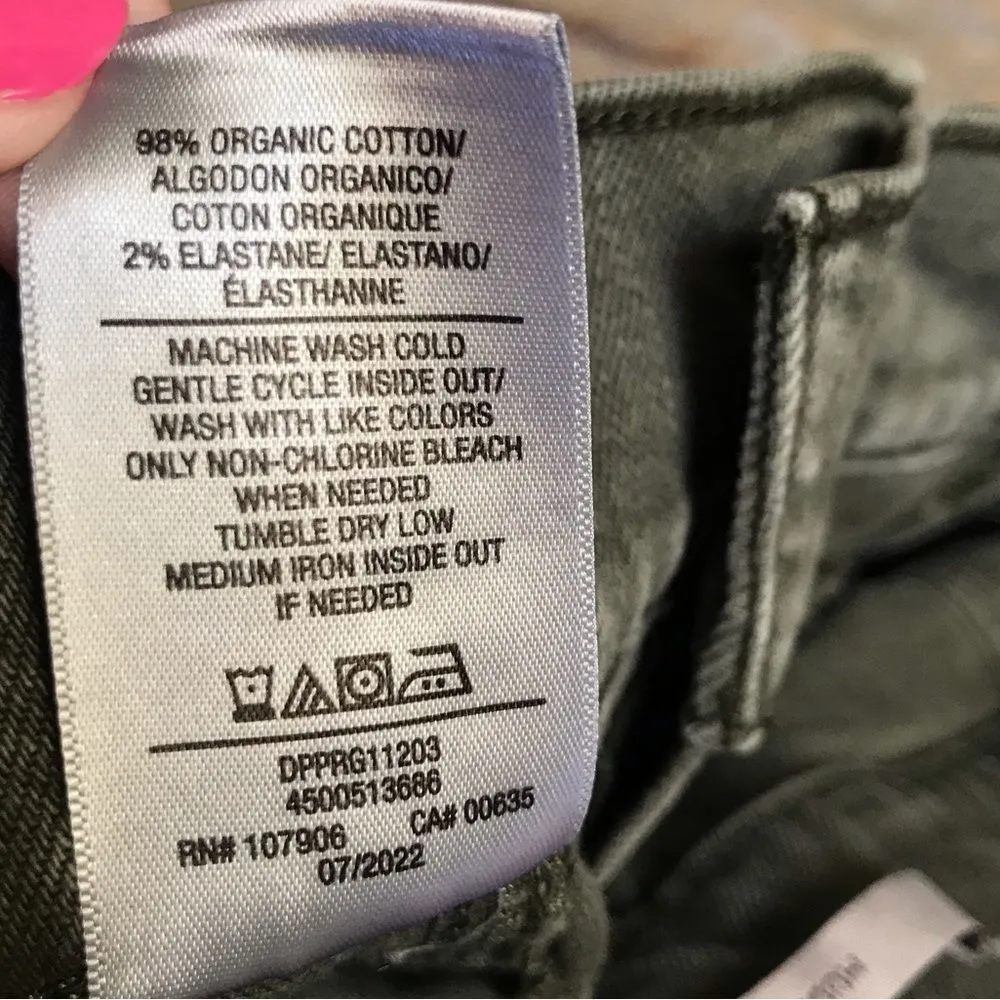 98% ORGANIC COTTON/
ALGODON ORGANICO/
COTON ORGANIQUE
2% ELASTANE/ ELASTANO/
ÉLASTHANNE
MACHINE WASH COLD
GENTLE CYCLE INSIDE OUT/
WASH WITH LIKE COLORS
ONLY NON-CHLORINE BLEACH
WHEN NEEDED
TUMBLE DRY LOW
MEDIUM IRON INSIDE OUT
IF NEEDED
DPPRG11203
4500513686
RN# 107906 CA# 00635
07/2022